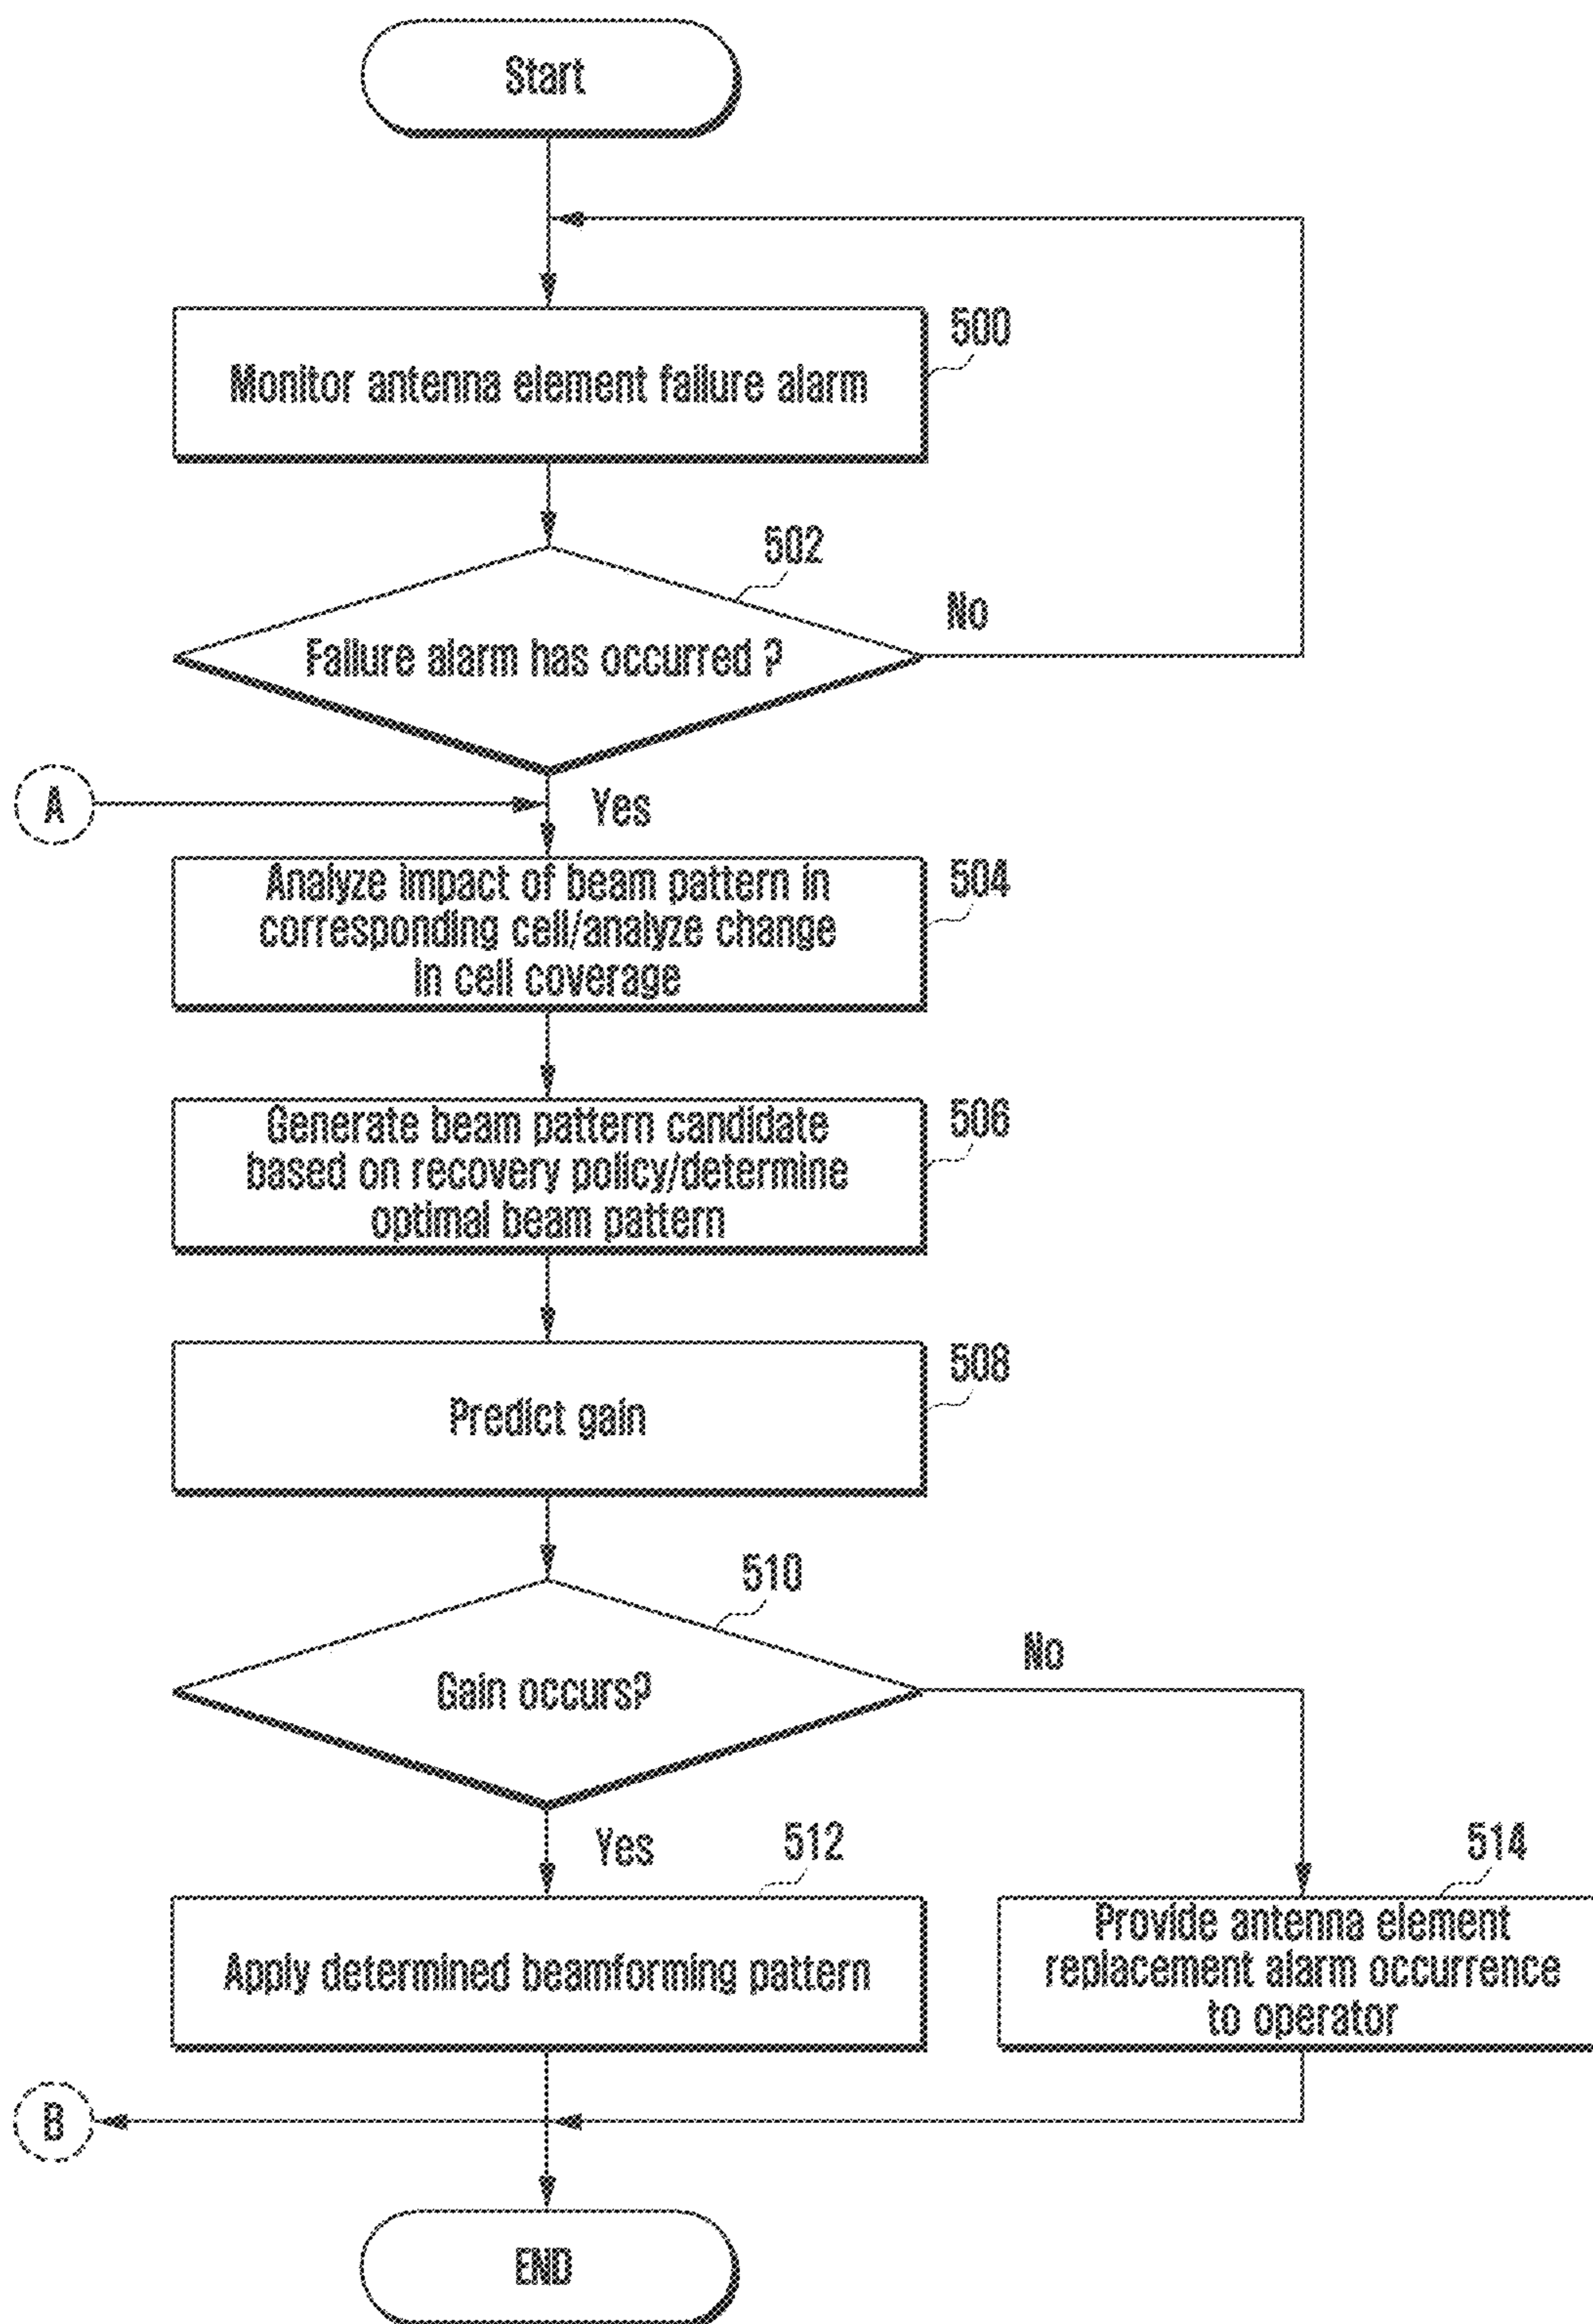 Start
500
Monitor antenna element failure alarm
502
No
Failure alarm has occurred ?
A
Yes
504
Analyze impact of beam pattern in
corresponding cell/analyze change
in cell coverage
506
Generate beam pattern candidate
based on recovery policy/determine
optimal beam pattern
508
Predict gain
510
No
Gain occurs?
Yes
512
514
Apply determined beamforming pattern
Provide antenna element
replacement alarm occurrence
to operator
B
END